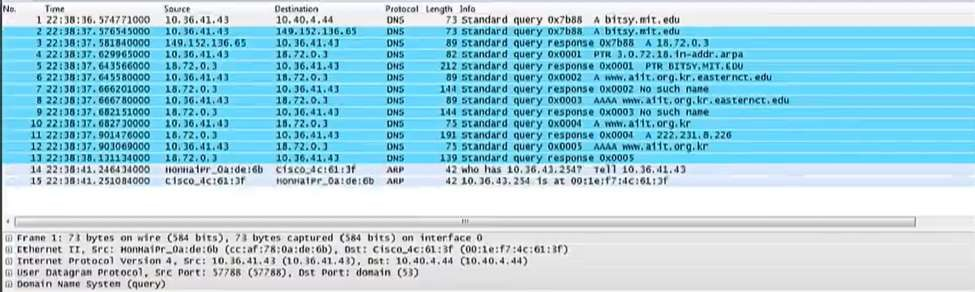 No. Time Source Destination Protocol Length Info
1 22:38:36.574771000 10.36.41.43 10.40.4.44 DNS 73 Standard query 0x7b88 A bitsy.mit.edu
2 22:38:37.576545000 10.36.41.43 149.152.136.65 DNS 73 Standard query 0x7b88 A bitsy.mit.edu
3 22:38:37.581840000 149.152.136.65 10.36.41.43 DNS 89 Standard query response 0x7b88 A 18.72.0.3
4 22:38:37.629965000 10.36.41.43 18.72.0.3 DNS 82 Standard query 0x0001 PTR 3.0.72.18.in-addr.arpa
5 22:38:37.643566000 18.72.0.3 10.36.41.43 DNS 212 Standard query response 0x0001 PTR BITSY.MIT.EDU
6 22:38:37.645580000 10.36.41.43 18.72.0.3 DNS 89 Standard query 0x0002 A www.aiit.org.kr.easternct.edu
7 22:38:37.666201000 18.72.0.3 10.36.41.43 DNS 144 Standard query response 0x0002 No such name
8 22:38:37.666780000 10.36.41.43 18.72.0.3 DNS 89 Standard query 0x0003 AAAA www.aiit.org.kr.easternct.edu
9 22:38:37.682151000 18.72.0.3 10.36.41.43 DNS 144 Standard query response 0x0003 No such name
10 22:38:37.682730000 10.36.41.43 18.72.0.3 DNS 75 Standard query 0x0004 A www.aiit.org.kr
11 22:38:37.901476000 18.72.0.3 10.36.41.43 DNS 191 Standard query response 0x0004 A 222.231.8.226
12 22:38:37.903069000 10.36.41.43 18.72.0.3 DNS 75 Standard query 0x0005 AAAA www.aiit.org.kr
13 22:38:38.131134000 18.72.0.3 10.36.41.43 DNS 139 Standard query response 0x0005
14 22:38:41.246434000 HonHaiPr_0a:de:6b Cisco_4c:61:3f ARP 42 Who has 10.36.43.254? Tell 10.36.41.43
15 22:38:41.251084000 Cisco_4c:61:3f HonHaiPr_0a:de:6b ARP 42 10.36.43.254 is at 00:1e:f7:4c:61:3f
Frame 1: 73 bytes on wire (584 bits), 73 bytes captured (584 bits) on interface 0
Ethernet II, Src: HonHaiPr_0a:de:6b (cc:af:78:0a:de:6b), Dst: Cisco_4c:61:3f (00:1e:f7:4c:61:3f)
Internet Protocol Version 4, Src: 10.36.41.43 (10.36.41.43), Dst: 10.40.4.44 (10.40.4.44)
User Datagram Protocol, Src Port: 57788 (57788), Dst Port: domain (53)
Domain Name System (query)